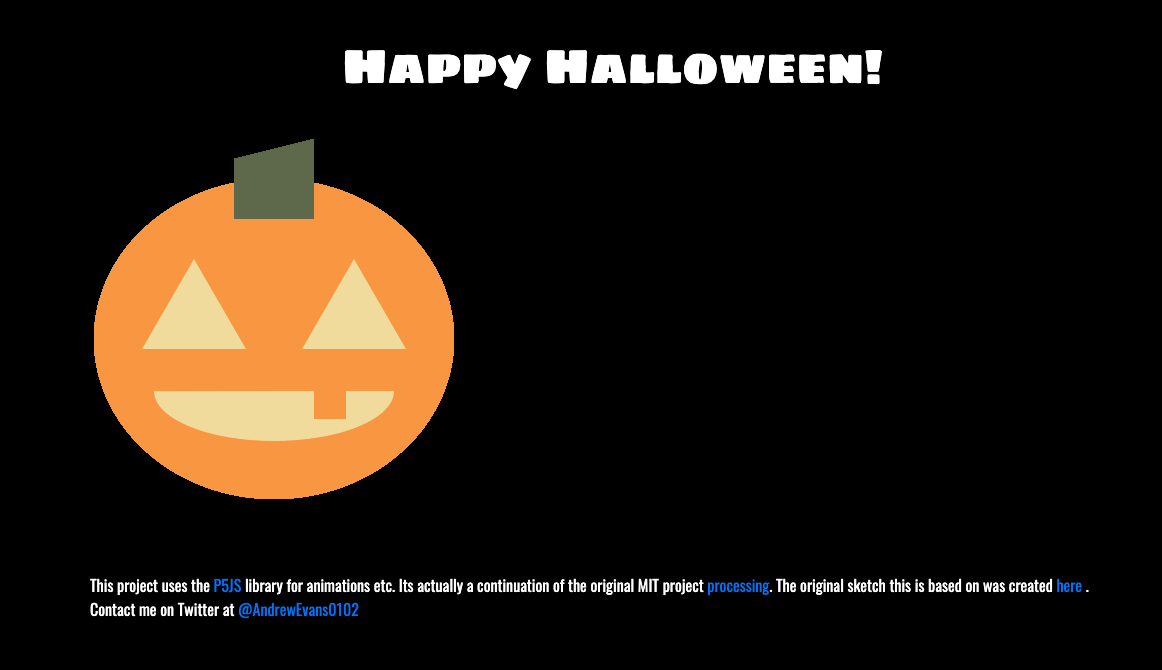 Happy Halloween!
This project uses the P5JS library for animations etc. Its actually a continuation of the original MIT project processing. The original sketch this is based on was created here .
Contact me on Twitter at @AndrewEvans0102